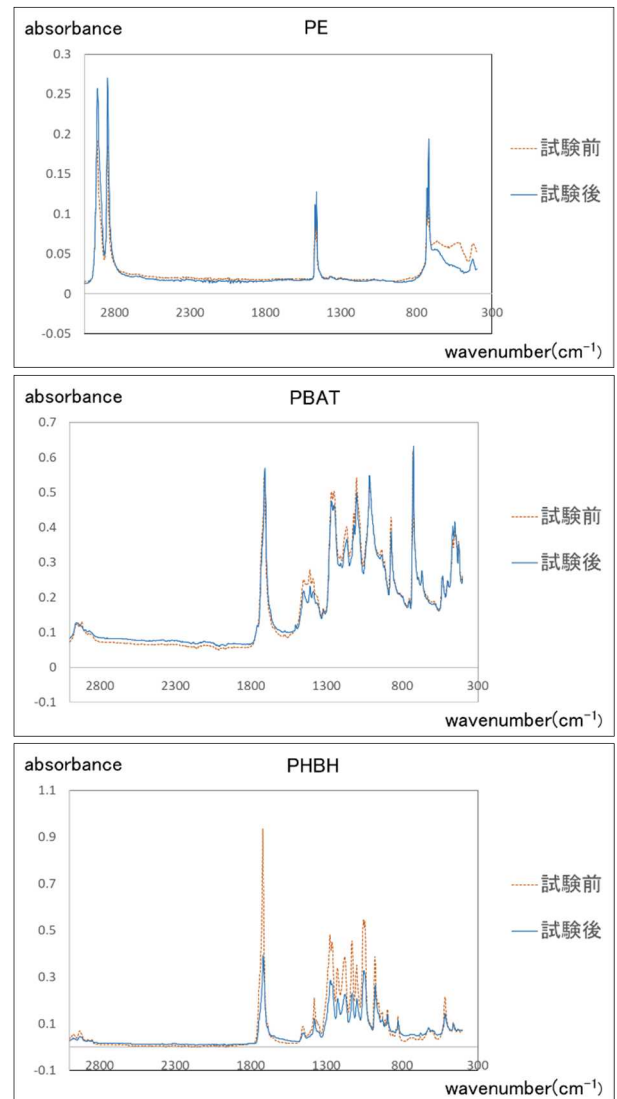 absorbance
PE
0.3
0.25
0.2
0.15
0.1
0.05
0
-0.05
2800 2300 1800 1300 800 300
試験前
試験後
wavenumber(cm⁻¹)
absorbance
PBAT
0.7
0.6
0.5
0.4
0.3
0.2
0.1
0
-0.1
2800 2300 1800 1300 800 300
試験前
試験後
wavenumber(cm⁻¹)
absorbance
PHBH
1.1
0.9
0.7
0.5
0.3
0.1
-0.1
2800 2300 1800 1300 800 300
試験前
試験後
wavenumber(cm⁻¹)